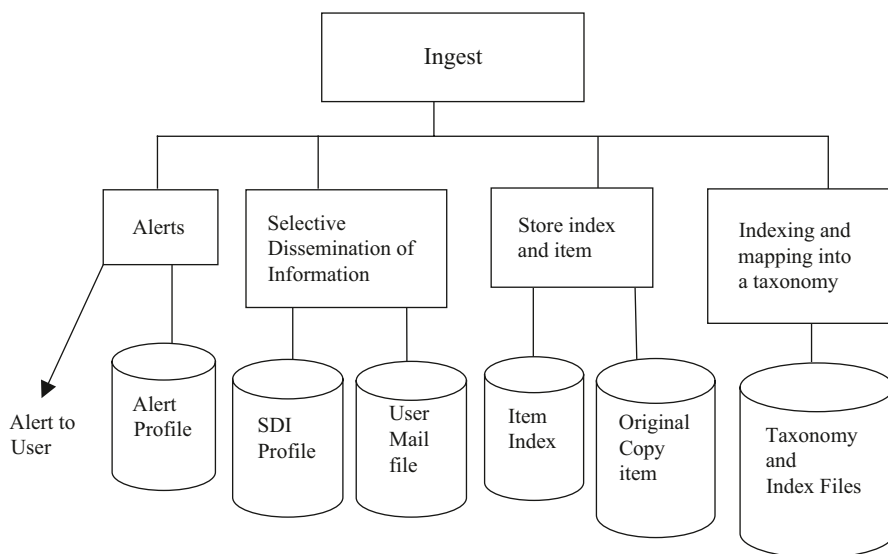 Ingest
Alerts
Selective
Dissemination of
Information
Store index
and item
Indexing and
mapping into
a taxonomy
Alert to
User
Alert
Profile
SDI
Profile
User
Mail
file
Item
Index
Original
Copy
item
Taxonomy
and
Index Files